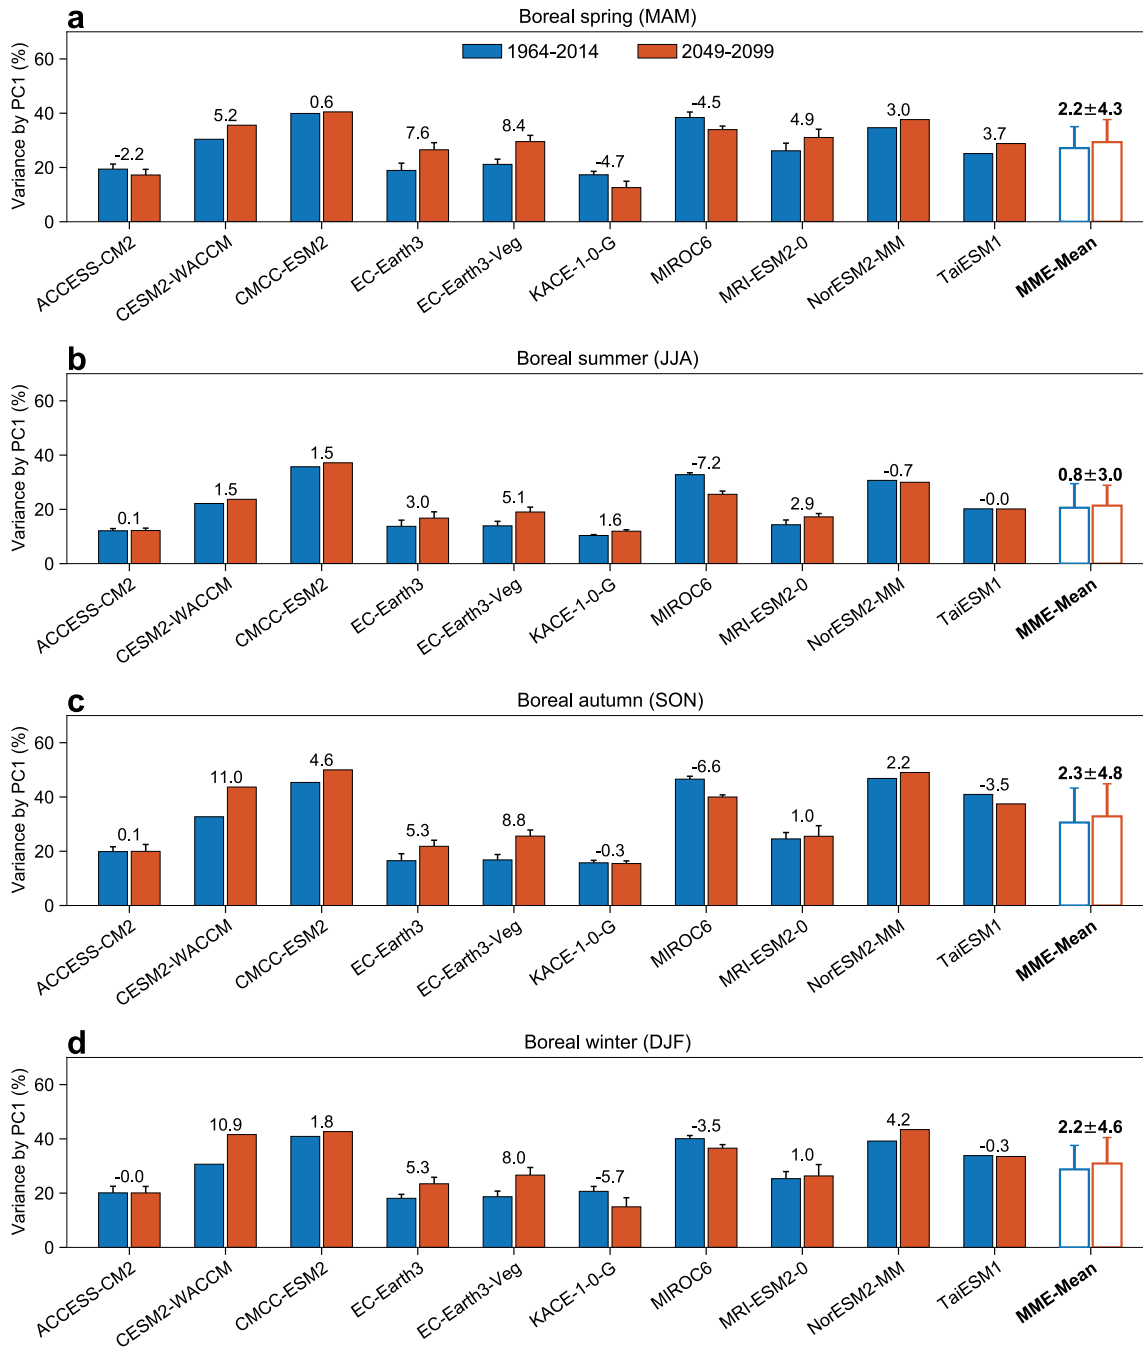 a
Boreal spring (MAM)
Variance by PC1 (%)
60
40
20
0
1964-2014
2049-2099
-2.2
5.2
0.6
7.6
8.4
-4.7
-4.5
4.9
3.0
3.7
2.2±4.3
ACCESS-CM2
CESM2-WACCM
CMCC-ESM2
EC-Earth3
EC-Earth3-Veg
KACE-1-0-G
MIROC6
MRI-ESM2-0
NorESM2-MM
TaiESM1
MME-Mean
b
Boreal summer (JJA)
Variance by PC1 (%)
60
40
20
0
0.1
1.5
1.5
3.0
5.1
1.6
-7.2
2.9
-0.7
-0.0
0.8±3.0
ACCESS-CM2
CESM2-WACCM
CMCC-ESM2
EC-Earth3
EC-Earth3-Veg
KACE-1-0-G
MIROC6
MRI-ESM2-0
NorESM2-MM
TaiESM1
MME-Mean
c
Boreal autumn (SON)
Variance by PC1 (%)
60
40
20
0
0.1
11.0
4.6
5.3
8.8
-0.3
-6.6
1.0
2.2
-3.5
2.3±4.8
ACCESS-CM2
CESM2-WACCM
CMCC-ESM2
EC-Earth3
EC-Earth3-Veg
KACE-1-0-G
MIROC6
MRI-ESM2-0
NorESM2-MM
TaiESM1
MME-Mean
d
Boreal winter (DJF)
Variance by PC1 (%)
60
40
20
0
-0.0
10.9
1.8
5.3
8.0
-5.7
-3.5
1.0
4.2
-0.3
2.2±4.6
ACCESS-CM2
CESM2-WACCM
CMCC-ESM2
EC-Earth3
EC-Earth3-Veg
KACE-1-0-G
MIROC6
MRI-ESM2-0
NorESM2-MM
TaiESM1
MME-Mean